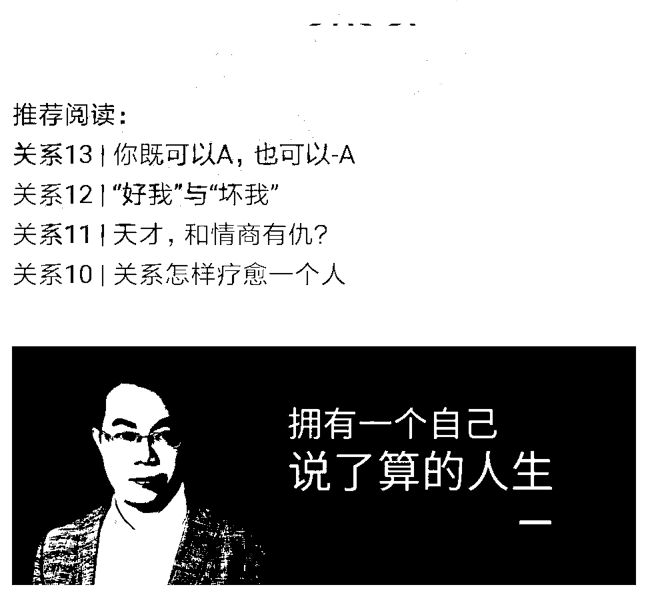 推荐阅读：
关系13 | 你既可以A，也可以-A
关系12 | “好我”与“坏我”
关系11 | 天才，和情商有仇？
关系10 | 关系怎样疗愈一个人
拥有一个自己
说了算的人生